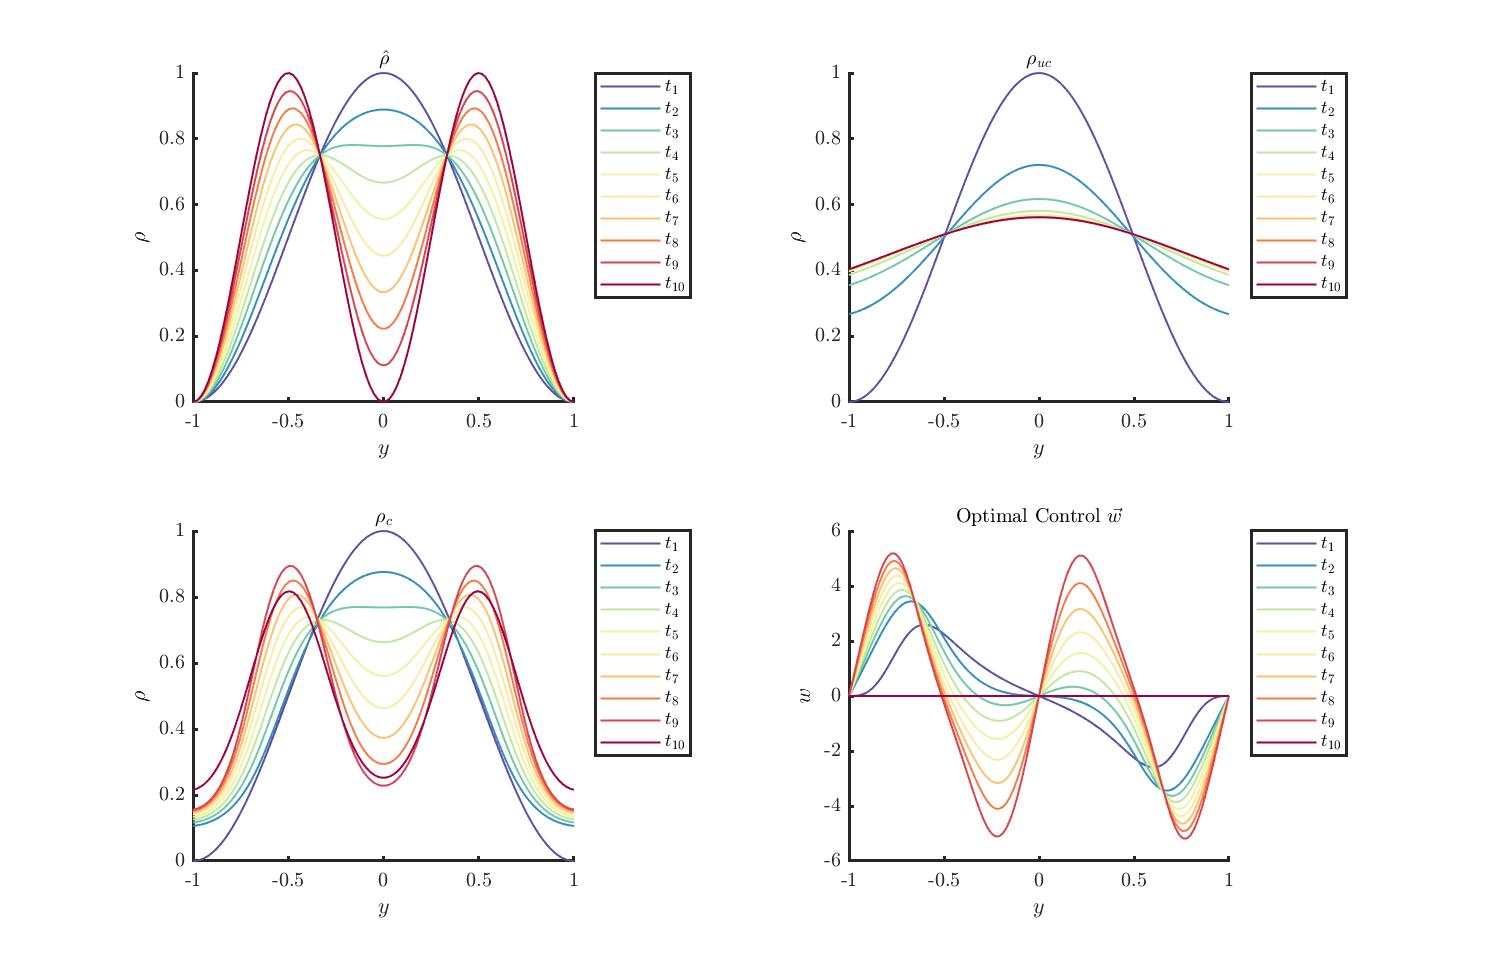 ρ̂
1
0.8
0.6
0.4
0.2
0
ρ
-1 -0.5 0 0.5 1
y
t₁
t₂
t₃
t₄
t₅
t₆
t₇
t₈
t₉
t₁₀
ρ_{uc}
1
0.8
0.6
0.4
0.2
0
ρ
-1 -0.5 0 0.5 1
y
t₁
t₂
t₃
t₄
t₅
t₆
t₇
t₈
t₉
t₁₀
ρ_c
1
0.8
0.6
0.4
0.2
0
ρ
-1 -0.5 0 0.5 1
y
t₁
t₂
t₃
t₄
t₅
t₆
t₇
t₈
t₉
t₁₀
Optimal Control w⃗
6
4
2
0
-2
-4
-6
w
-1 -0.5 0 0.5 1
y
t₁
t₂
t₃
t₄
t₅
t₆
t₇
t₈
t₉
t₁₀